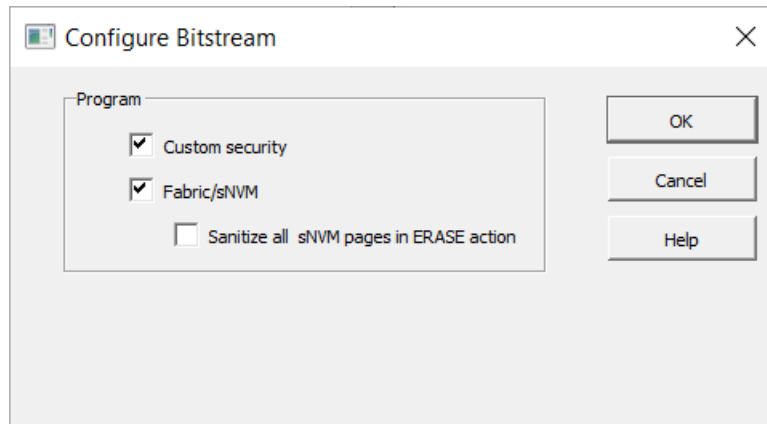 Configure Bitstream
Program
Custom security
Fabric/sNVM
Sanitize all sNVM pages in ERASE action
OK
Cancel
Help